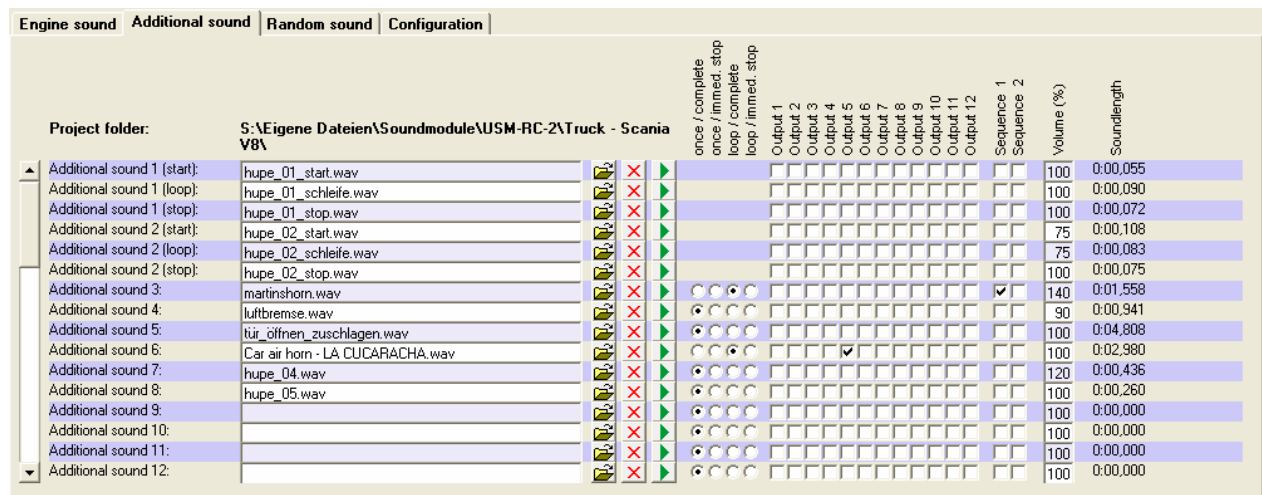 Engine sound Additional sound Random sound Configuration
once / complete
once / immed. stop
loop / complete
loop / immed. stop
Output 1
Output 2
Output 3
Output 4
Output 5
Output 6
Output 7
Output 8
Output 9
Output 10
Output 11
Output 12
Sequence 1
Sequence 2
Volume (%)
Soundlength
Project folder: S:\Eigene Dateien\Soundmodule\USM-RC-2\Truck - Scania
V8\
Additional sound 1 (start): hupe_01_start.wav 100 0:00,055
Additional sound 1 (loop): hupe_01_schleife.wav 100 0:00,090
Additional sound 1 (stop): hupe_01_stop.wav 100 0:00,072
Additional sound 2 (start): hupe_02_start.wav 75 0:00,108
Additional sound 2 (loop): hupe_02_schleife.wav 75 0:00,083
Additional sound 2 (stop): hupe_02_stop.wav 100 0:00,075
Additional sound 3: martinshorn.wav 140 0:01,558
Additional sound 4: luftbremse.wav 90 0:00,941
Additional sound 5: tür_öffnen_zuschlagen.wav 100 0:04,808
Additional sound 6: Car air horn - LA CUCARACHA.wav 100 0:02,980
Additional sound 7: hupe_04.wav 120 0:00,436
Additional sound 8: hupe_05.wav 100 0:00,260
Additional sound 9: 100 0:00,000
Additional sound 10: 100 0:00,000
Additional sound 11: 100 0:00,000
Additional sound 12: 100 0:00,000